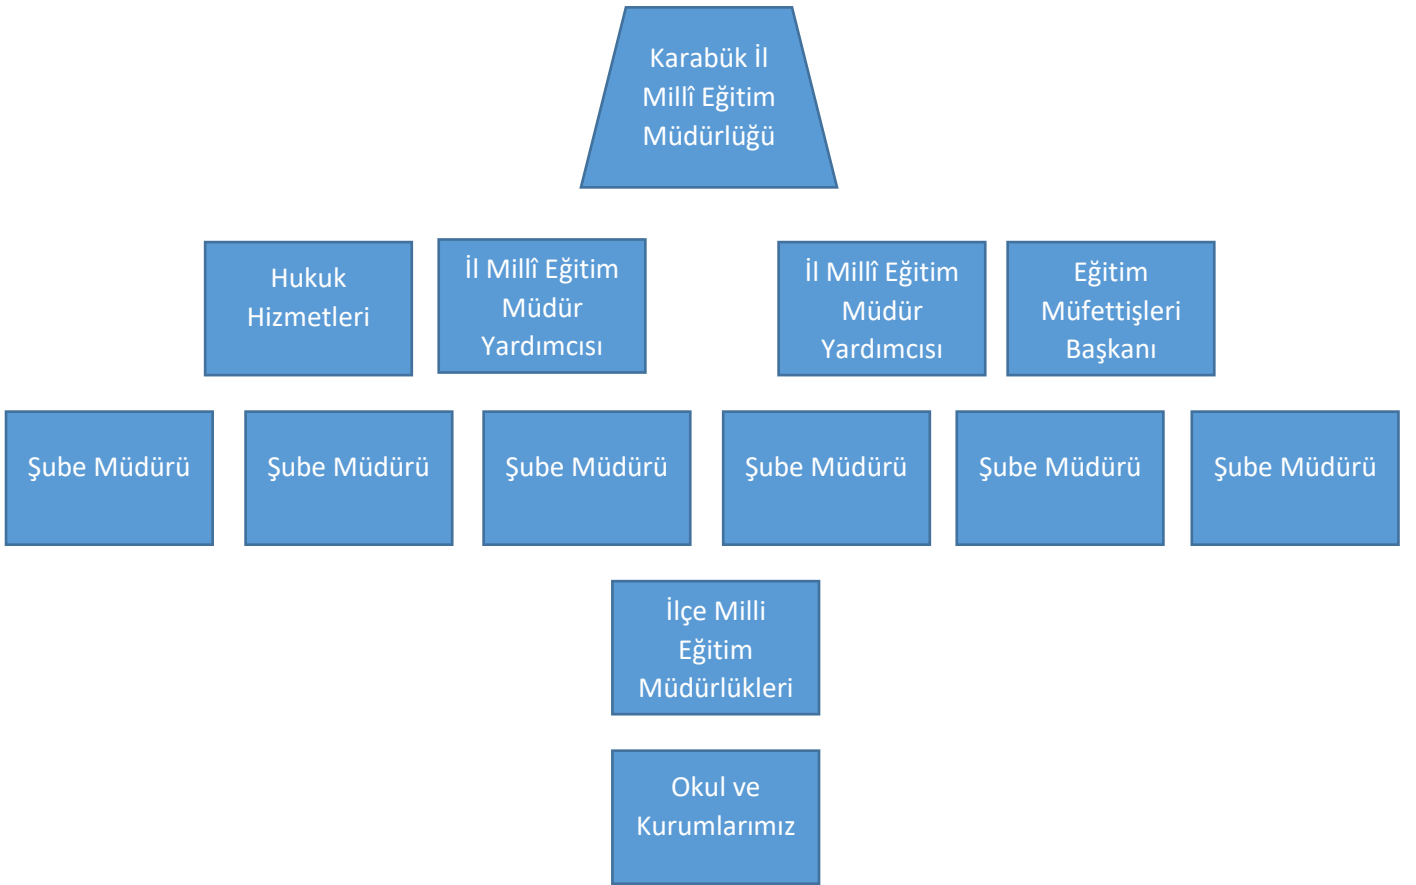 Karabük İl
Millî Eğitim
Müdürlüğü
Hukuk
Hizmetleri
İl Millî Eğitim
Müdür
Yardımcısı
İl Millî Eğitim
Müdür
Yardımcısı
Eğitim
Müfettişleri
Başkanı
Şube Müdürü
Şube Müdürü
Şube Müdürü
Şube Müdürü
Şube Müdürü
Şube Müdürü
İlçe Milli
Eğitim
Müdürlükleri
Okul ve
Kurumlarımız